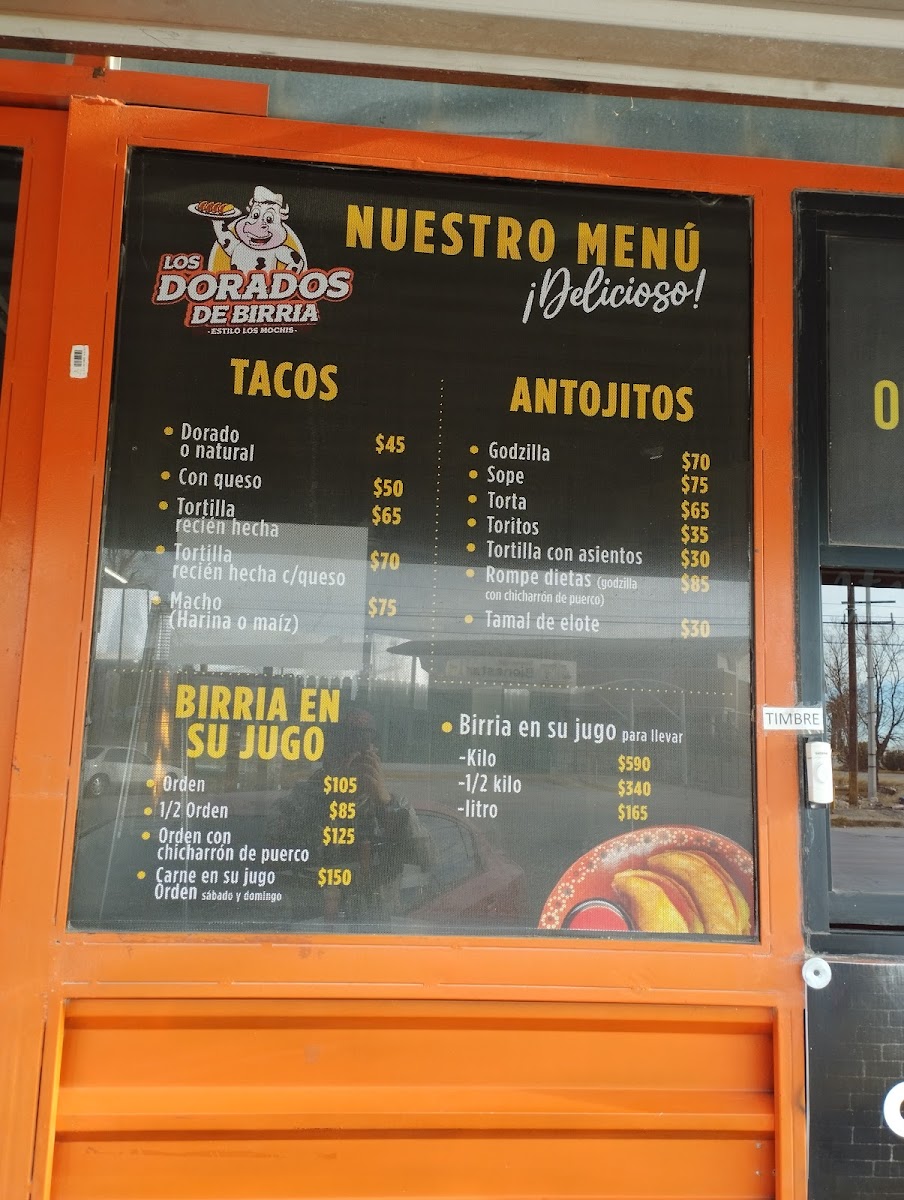 LOS
DORADOS
DE BIRRIA
-ESTILO LOS MOCHIS-
NUESTRO MENÚ
¡Delicioso!
TACOS
• Dorado
o natural $45
• Con queso $50
• Tortilla $65
recién hecha
• Tortilla $70
recién hecha c/queso
• Macho $75
(Harina o maíz)
ANTOJITOS
• Godzilla $70
• Sope $75
• Torta $65
• Toritos $35
• Tortilla con asientos $30
• Rompe dietas (godzilla $85
con chicharrón de puerco)
• Tamal de elote $30
BIRRIA EN
SU JUGO
• Orden $105
• 1/2 Orden $85
• Orden con $125
chicharrón de puerco
• Carne en su jugo $150
Orden sábado y domingo
• Birria en su jugo para llevar
-Kilo $590
-1/2 kilo $340
-litro $165
TIMBRE
O